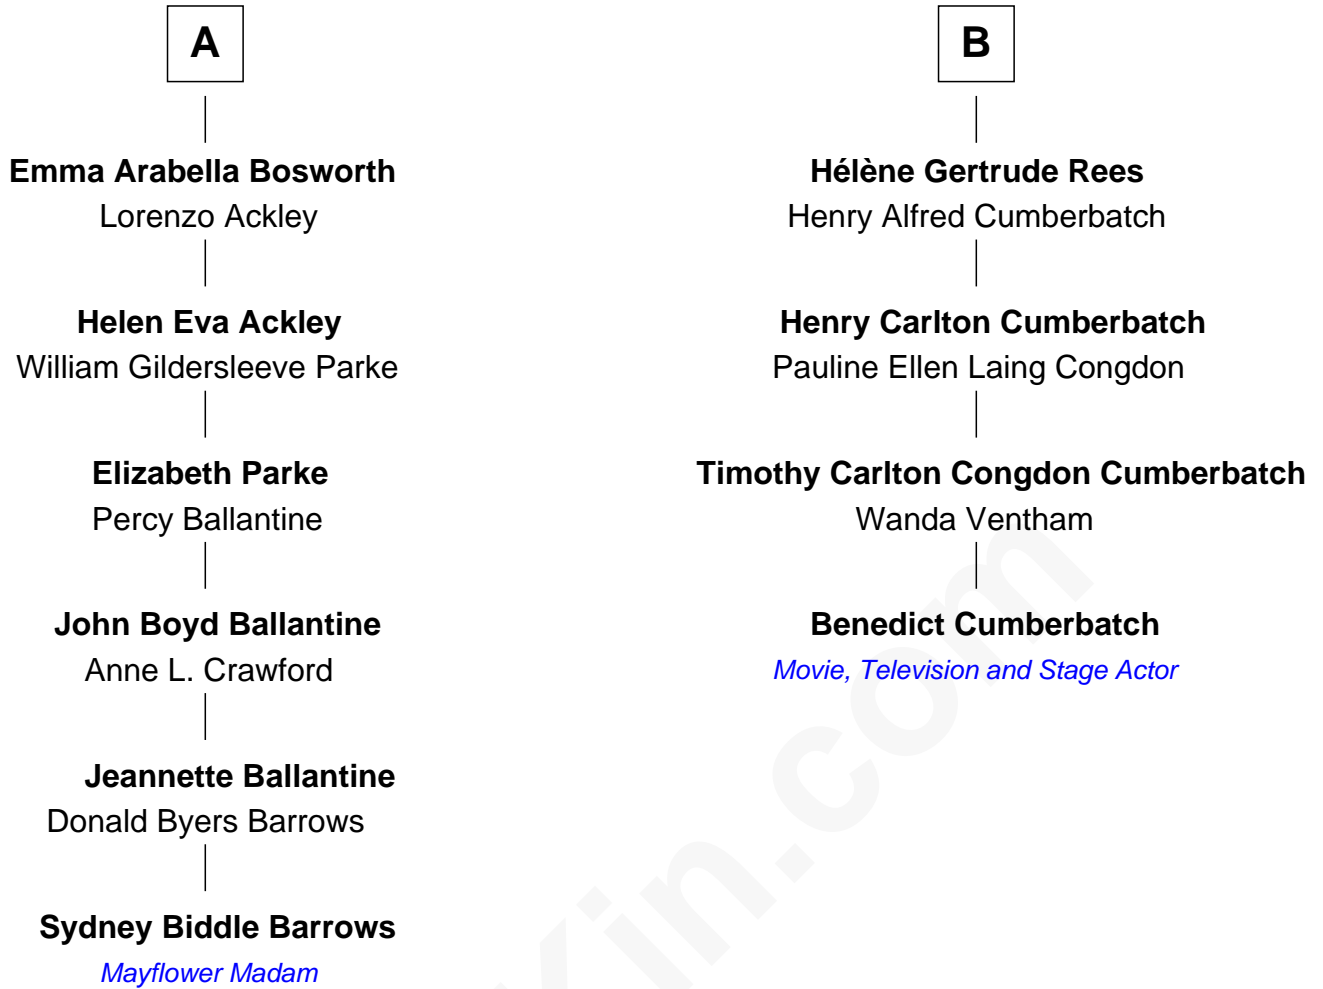 A
Emma Arabella Bosworth
Lorenzo Ackley
Helen Eva Ackley
William Gildersleeve Parke
Elizabeth Parke
Percy Ballantine
John Boyd Ballantine
Anne L. Crawford
Jeannette Ballantine
Donald Byers Barrows
Sydney Biddle Barrows
Mayflower Madam
B
Hélène Gertrude Rees
Henry Alfred Cumberbatch
Henry Carlton Cumberbatch
Pauline Ellen Laing Congdon
Timothy Carlton Congdon Cumberbatch
Wanda Ventham
Benedict Cumberbatch
Movie, Television and Stage Actor
Kin.com